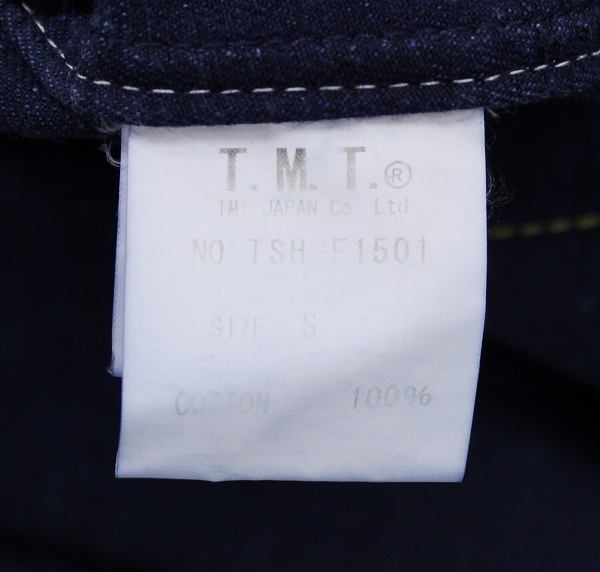 T.M.T.®
TMT JAPAN Co.,Ltd
NO TSH-F1501
SIZE S
COTTON 100%